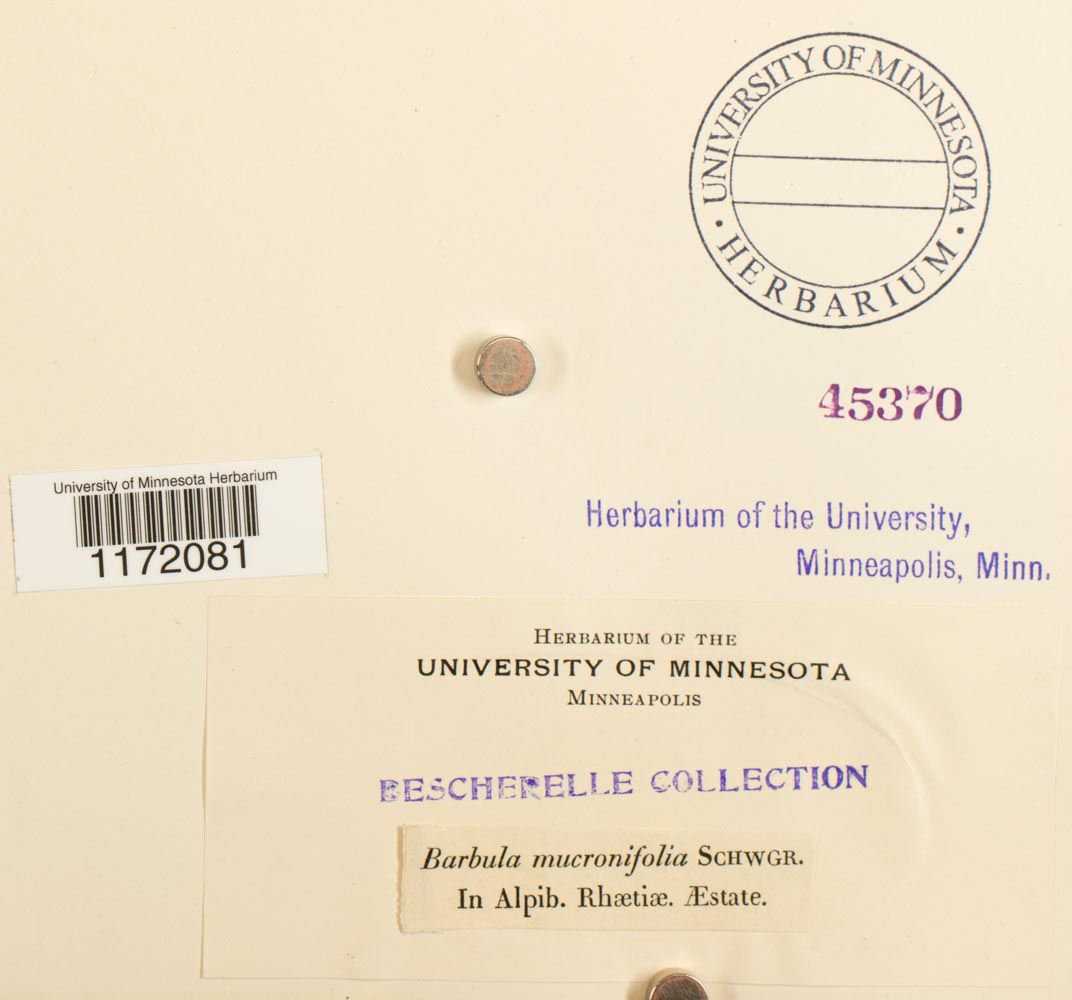 UNIVERSITY OF MINNESOTA
• HERBARIUM •
45370
University of Minnesota Herbarium
1172081
Herbarium of the University,
Minneapolis, Minn.
HERBARIUM OF THE
UNIVERSITY OF MINNESOTA
MINNEAPOLIS
BESCHERELLE COLLECTION
Barbula mucronifolia SCHWGR.
In Alpib. Rhætiæ. Æstate.